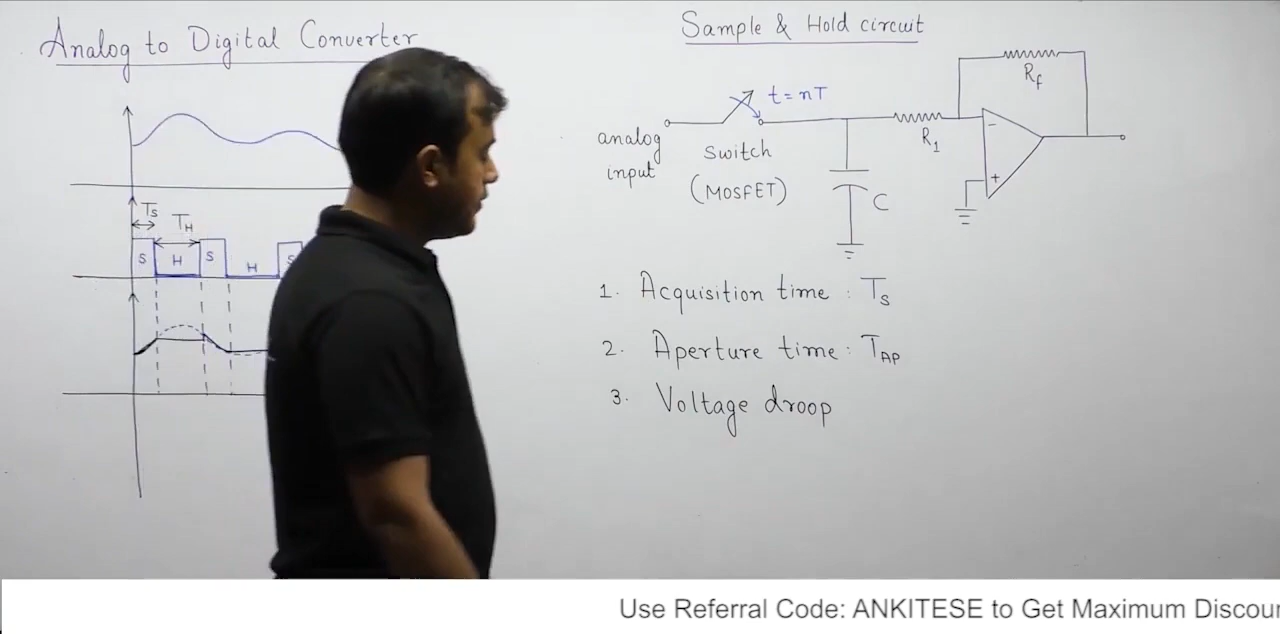 Analog to Digital Converter
Sample & Hold circuit
t = nT
Rf
R1
analog
input
Switch
(MOSFET)
-
+
C
TS
TH
S H S H S
1. Acquisition time : TS
2. Aperture time : TAP
3. Voltage droop
Use Referral Code: ANKITESE to Get Maximum